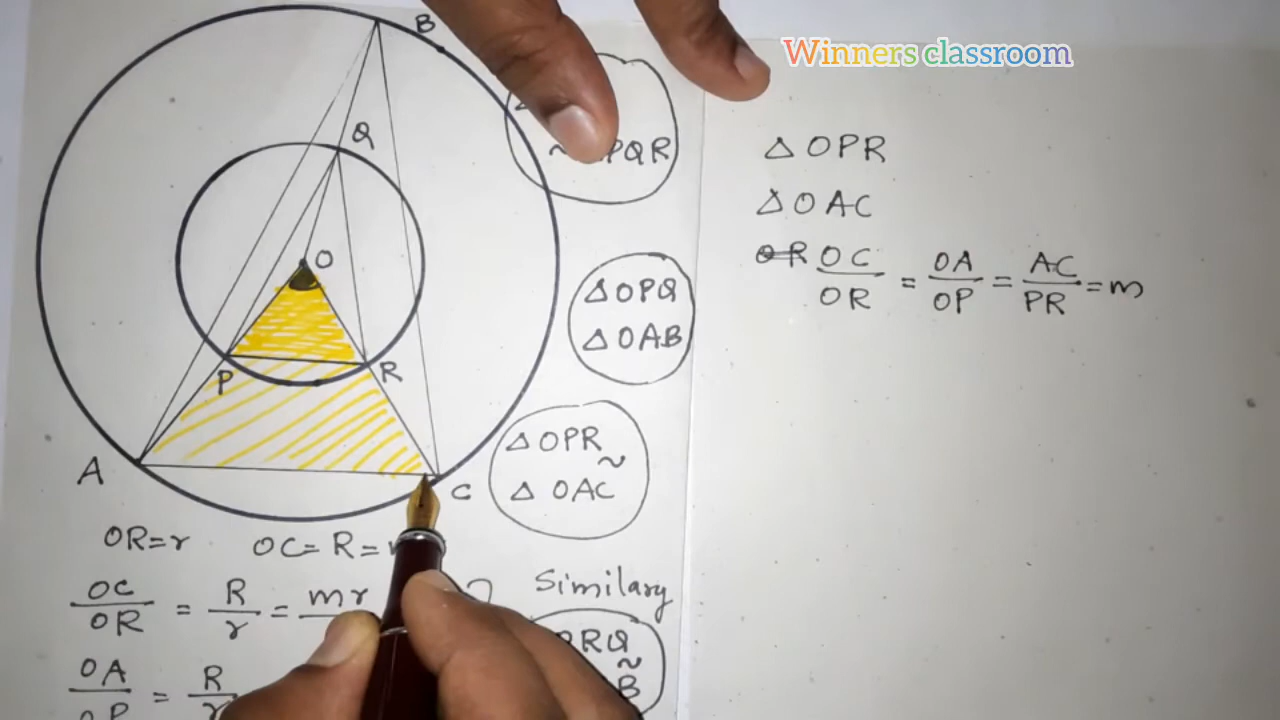 Winners classroom
B
Q
O
P
R
A
C
~ PQR
△ OPQ
△ OAB
△ OPR
~
△ OAC
△ OPR
△ OAC
OC/OR = OA/OP = AC/PR = m
OR = r OC = R =
OC/OR = R/r = mr
OA = R
Similary
RQ
~
B